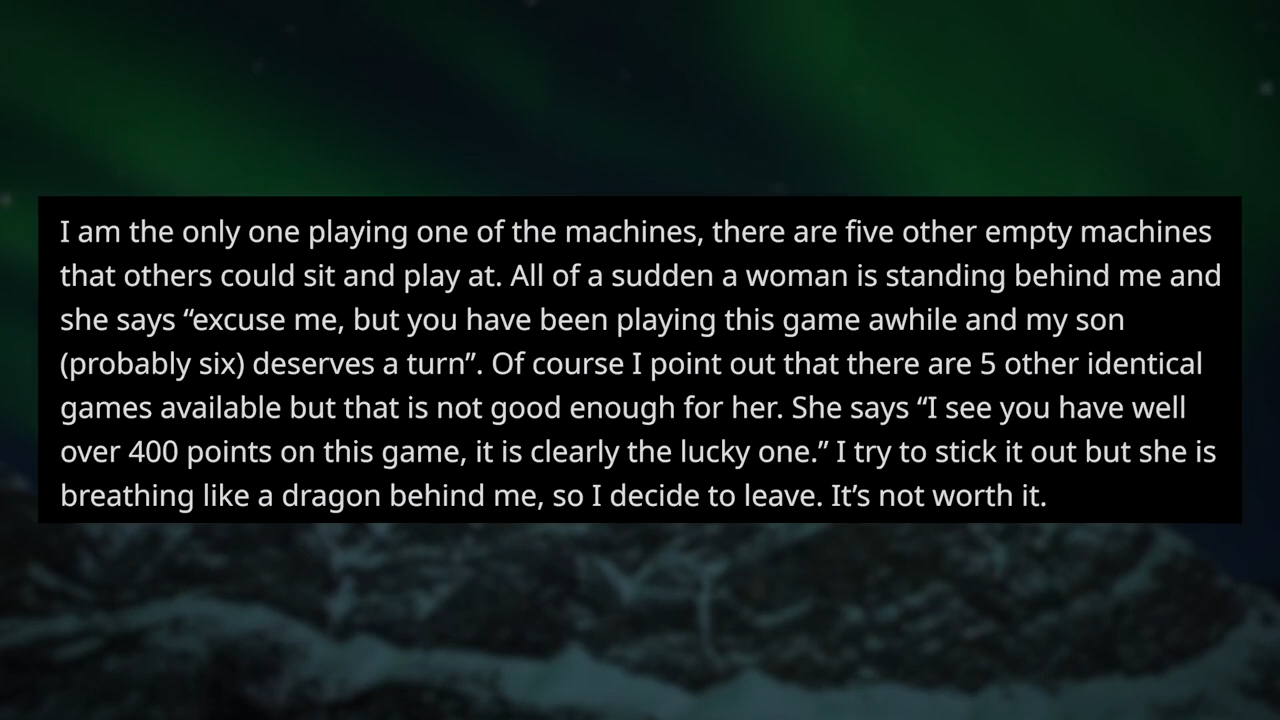 I am the only one playing one of the machines, there are five other empty machines
that others could sit and play at. All of a sudden a woman is standing behind me and
she says “excuse me, but you have been playing this game awhile and my son
(probably six) deserves a turn”. Of course I point out that there are 5 other identical
games available but that is not good enough for her. She says “I see you have well
over 400 points on this game, it is clearly the lucky one.” I try to stick it out but she is
breathing like a dragon behind me, so I decide to leave. It’s not worth it.